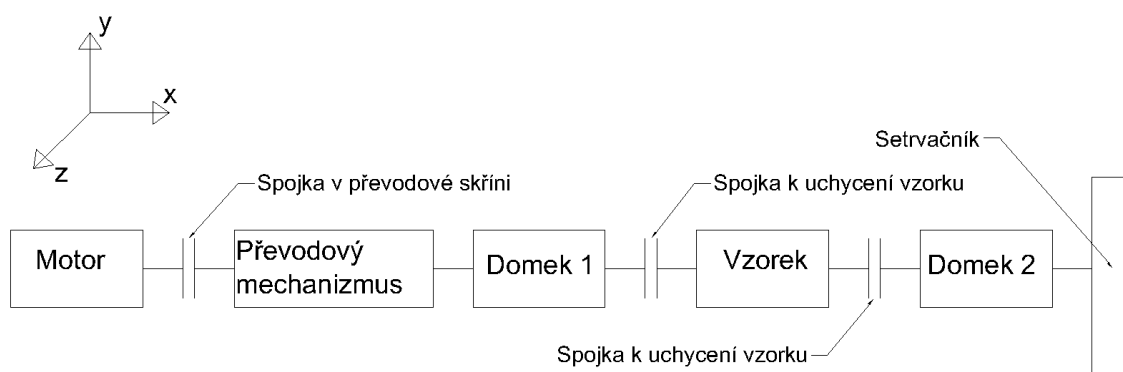 y
x
z
Setrvačník
Spojka v převodové skříni
Spojka k uchycení vzorku
Motor
Převodový
mechanizmus
Domek 1
Vzorek
Domek 2
Spojka k uchycení vzorku